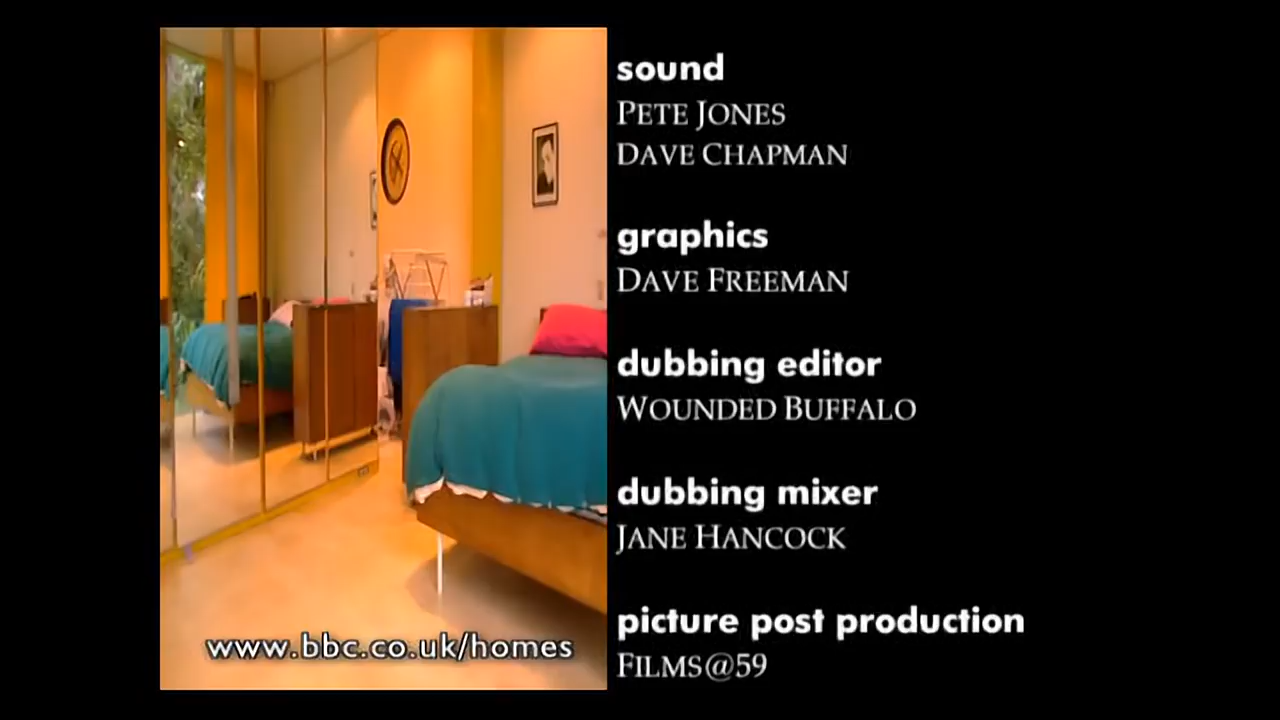 sound
PETE JONES
DAVE CHAPMAN
graphics
DAVE FREEMAN
dubbing editor
WOUNDED BUFFALO
dubbing mixer
JANE HANCOCK
picture post production
FILMS@59
www.bbc.co.uk/homes